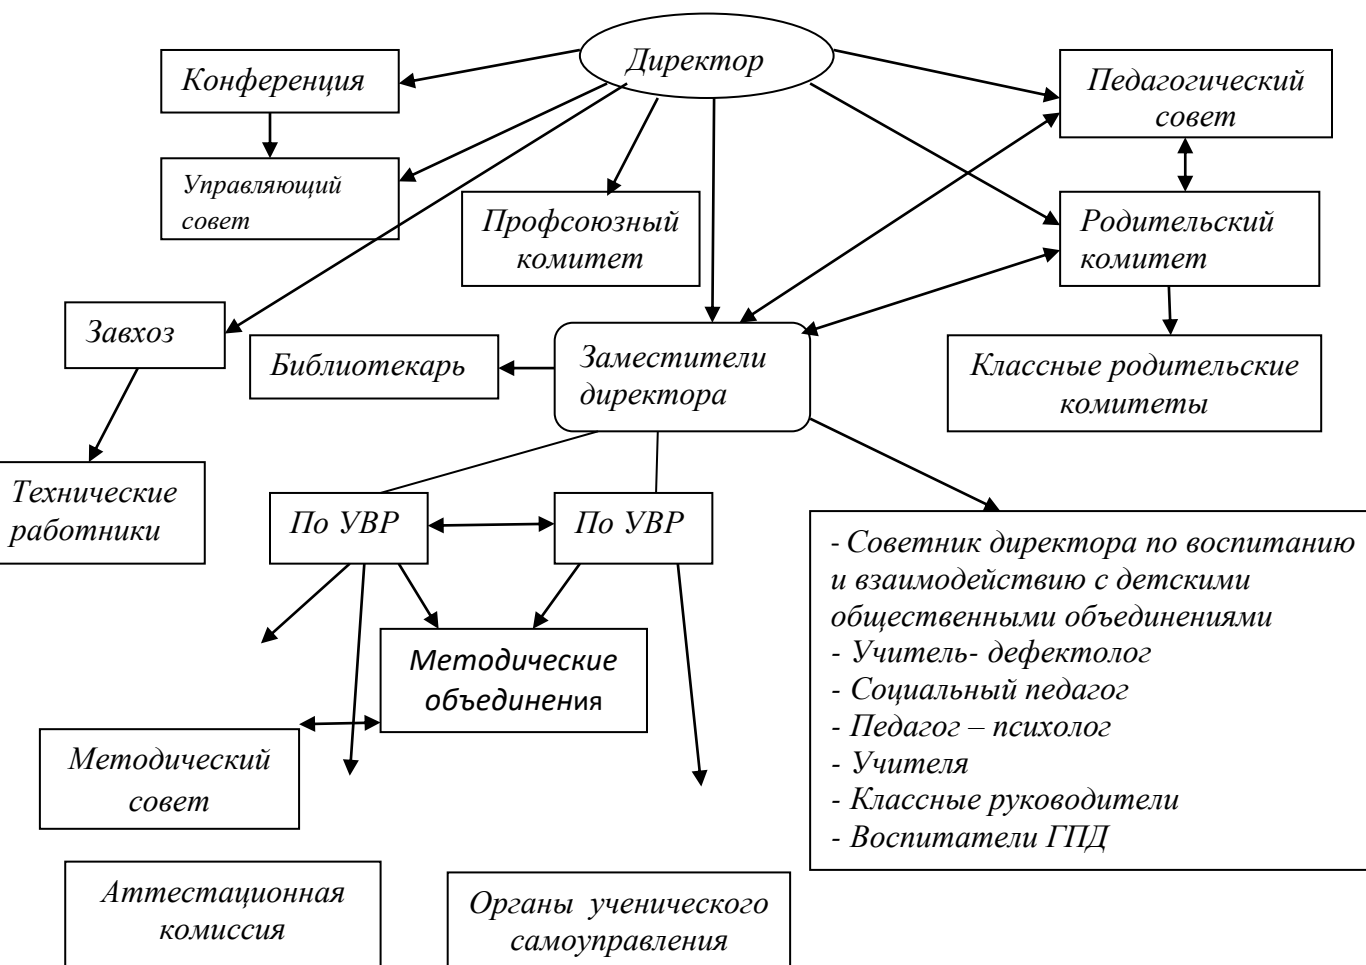 Директор
Конференция
Педагогический
совет
Управляющий
совет
Профсоюзный
комитет
Родительский
комитет
Завхоз
Библиотекарь
Заместители
директора
Классные родительские
комитеты
Технические
работники
По УВР
По УВР
- Советник директора по воспитанию
и взаимодействию с детскими
общественными объединениями
- Учитель- дефектолог
- Социальный педагог
- Педагог – психолог
- Учителя
- Классные руководители
- Воспитатели ГПД
Методические
объединения
Методический
совет
Аттестационная
комиссия
Органы ученического
самоуправления